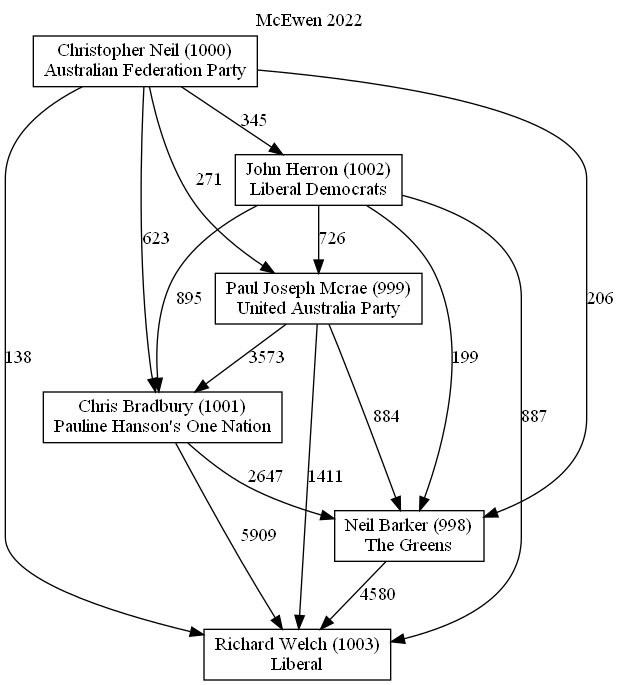 McEwen 2022
Christopher Neil (1000)
Australian Federation Party
345
John Herron (1002)
Liberal Democrats
271
623
726
895
206
Paul Joseph Mcrae (999)
United Australia Party
138
3573
199
887
Chris Bradbury (1001)
Pauline Hanson's One Nation
884
2647
1411
Neil Barker (998)
The Greens
5909
4580
Richard Welch (1003)
Liberal